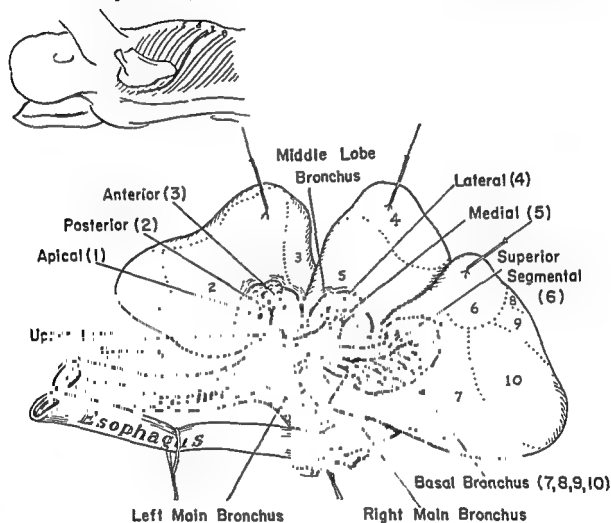 Middle Lobe
Bronchus
Anterior (3)
Posterior (2)
Apical (1)
Lateral (4)
Medial (5)
Superior
Segmental
(6)
2
3
4
5
6
8
9
7
10
Esophagus
Basal Bronchus (7,8,9,10)
Left Main Bronchus
Right Main Bronchus